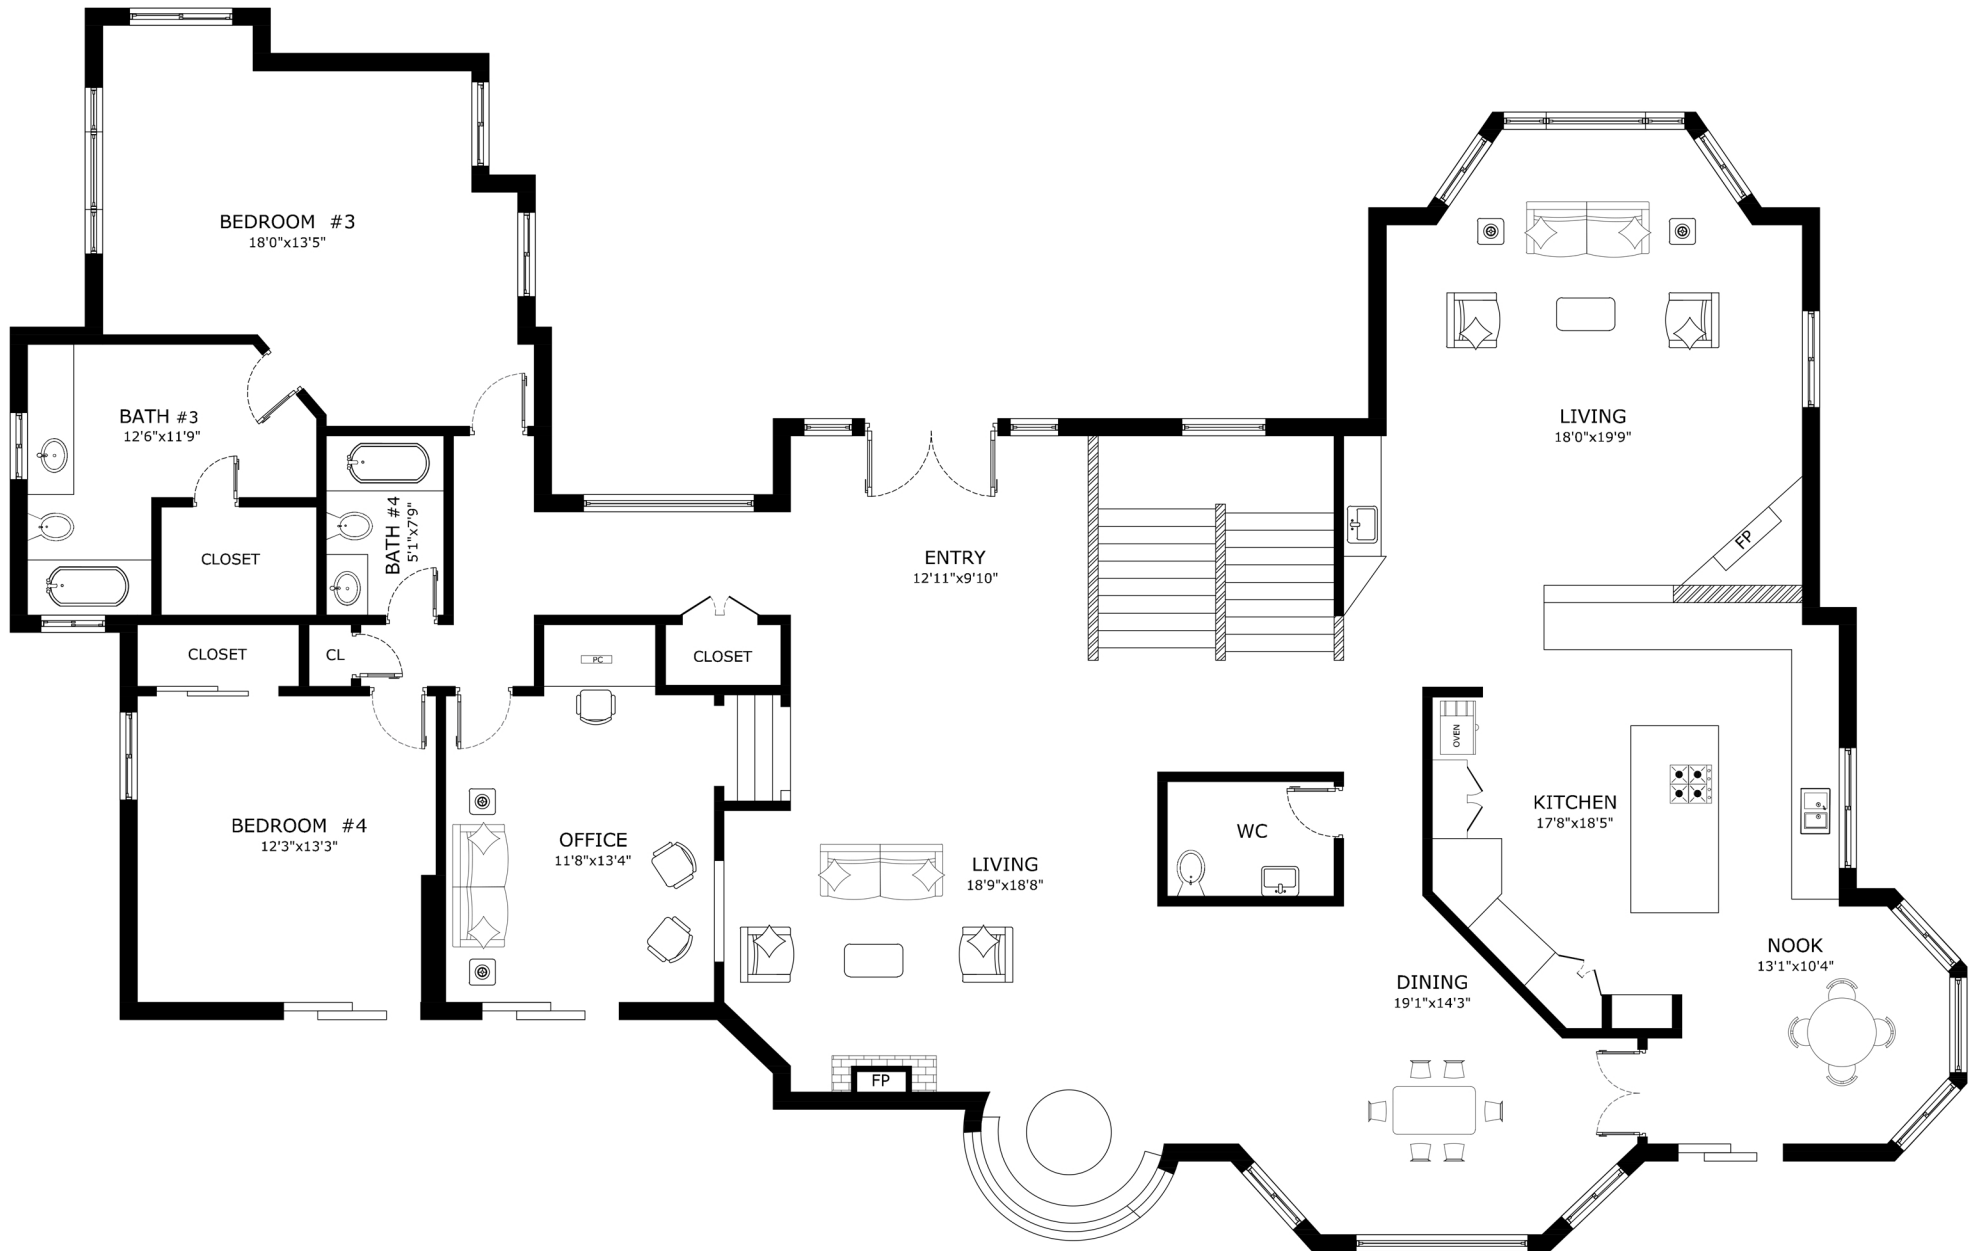 BEDROOM #3
18'0"x13'5"
BATH #3
12'6"x11'9"
CLOSET
BATH #4
5'1"x7'9"
ENTRY
12'11"x9'10"
LIVING
18'0"x19'9"
FP
CLOSET
CL
PC
CLOSET
OVEN
BEDROOM #4
12'3"x13'3"
OFFICE
11'8"x13'4"
LIVING
18'9"x18'8"
WC
KITCHEN
17'8"x18'5"
NOOK
13'1"x10'4"
DINING
19'1"x14'3"
FP